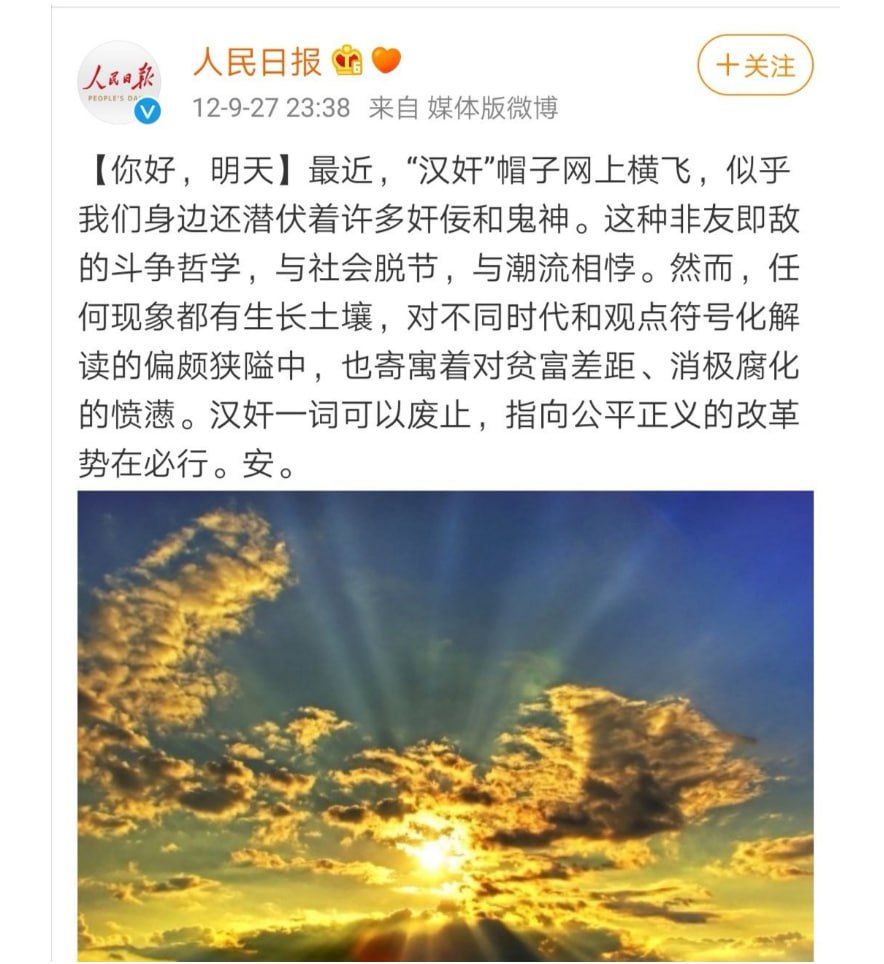 人民日报
人民日报
PEOPLE'S DA
+关注
12-9-27 23:38 来自 媒体版微博
【你好，明天】最近，“汉奸”帽子网上横飞，似乎
我们身边还潜伏着许多奸佞和鬼神。这种非友即敌
的斗争哲学，与社会脱节，与潮流相悖。然而，任
何现象都有生长土壤，对不同时代和观点符号化解
读的偏颇狭隘中，也寄寓着对贫富差距、消极腐化
的愤懑。汉奸一词可以废止，指向公平正义的改革
势在必行。安。